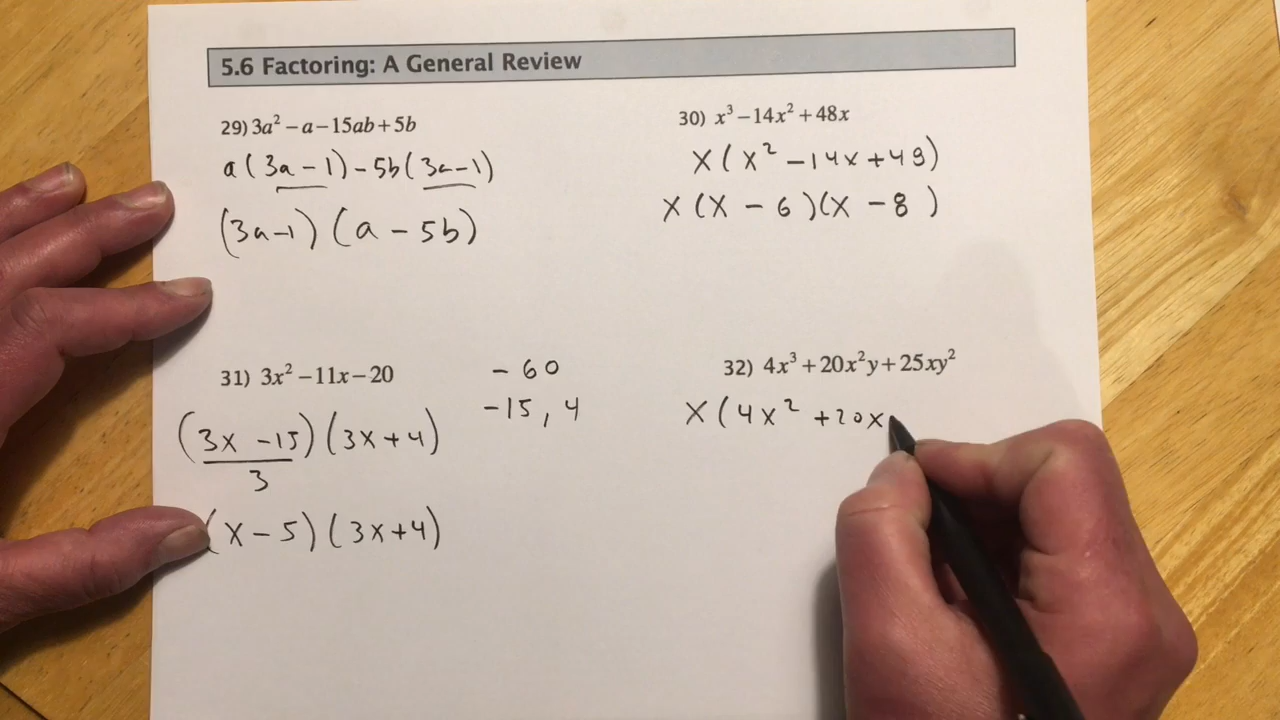 5.6 Factoring: A General Review
29) 3a² – a – 15ab + 5b
a(3a – 1) – 5b(3a – 1)
(3a – 1)(a – 5b)
30) x³ – 14x² + 48x
x(x² – 14x + 48)
x(x – 6)(x – 8)
31) 3x² – 11x – 20
– 60
–15, 4
(3x – 15)(3x + 4)
3
(x – 5)(3x + 4)
32) 4x³ + 20x²y + 25xy²
x(4x² + 20x